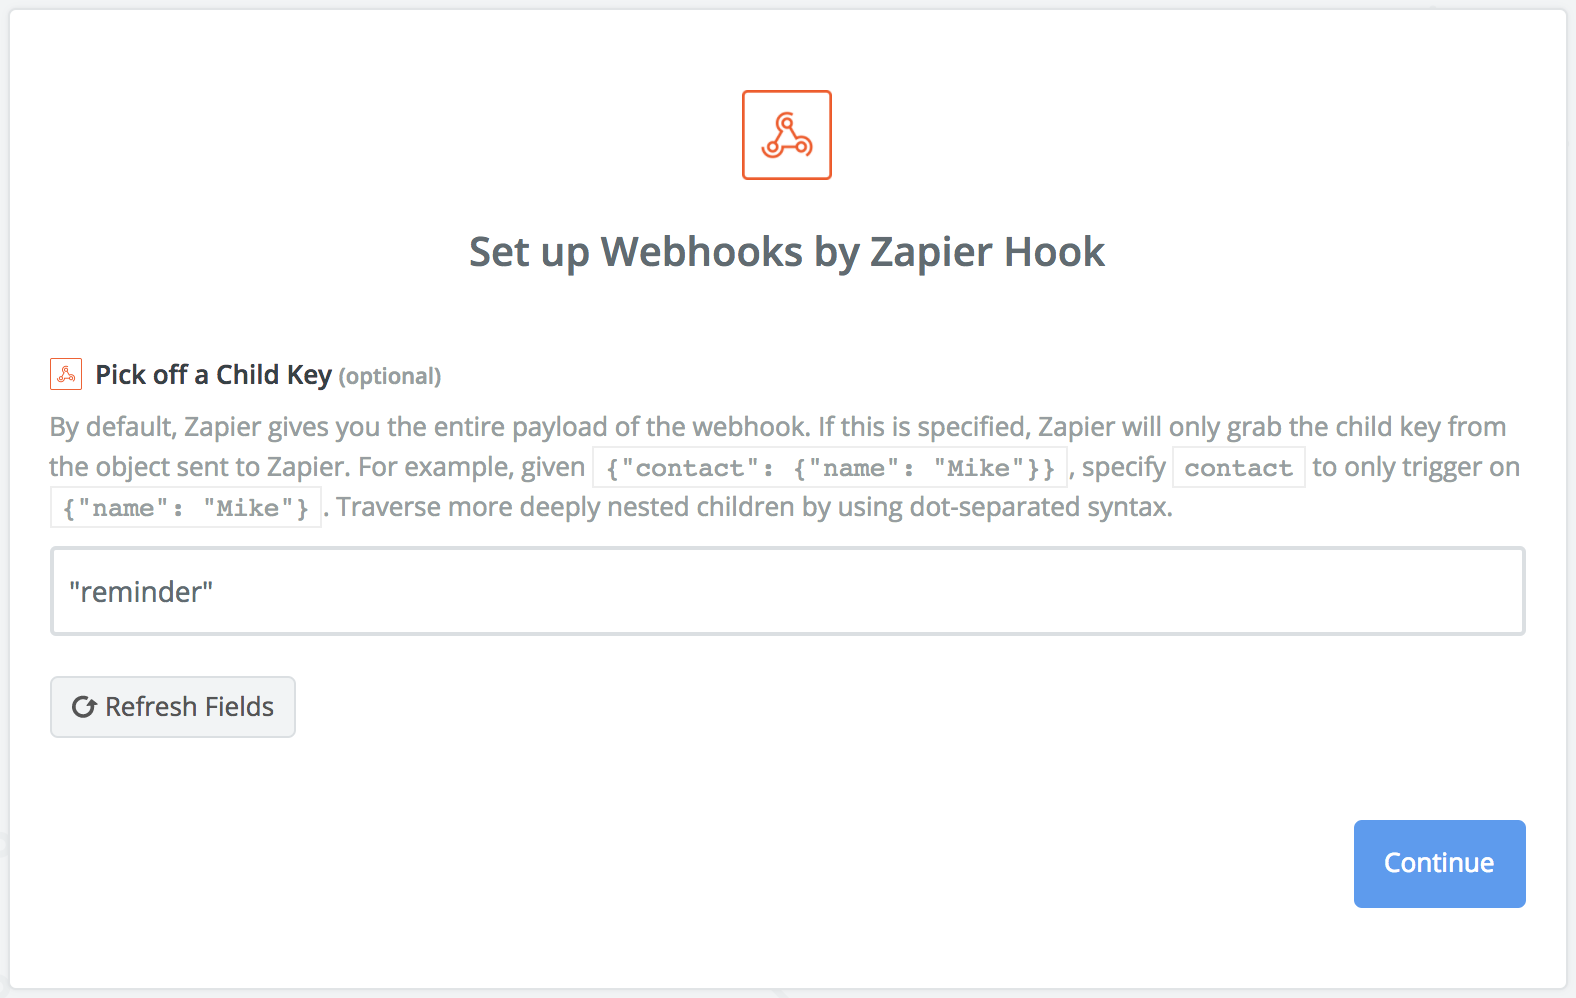 Set up Webhooks by Zapier Hook
Pick off a Child Key (optional)
By default, Zapier gives you the entire payload of the webhook. If this is specified, Zapier will only grab the child key from
the object sent to Zapier. For example, given {"contact": {"name": "Mike"}} , specify contact to only trigger on
{"name": "Mike"} . Traverse more deeply nested children by using dot-separated syntax.
"reminder"
Refresh Fields
Continue